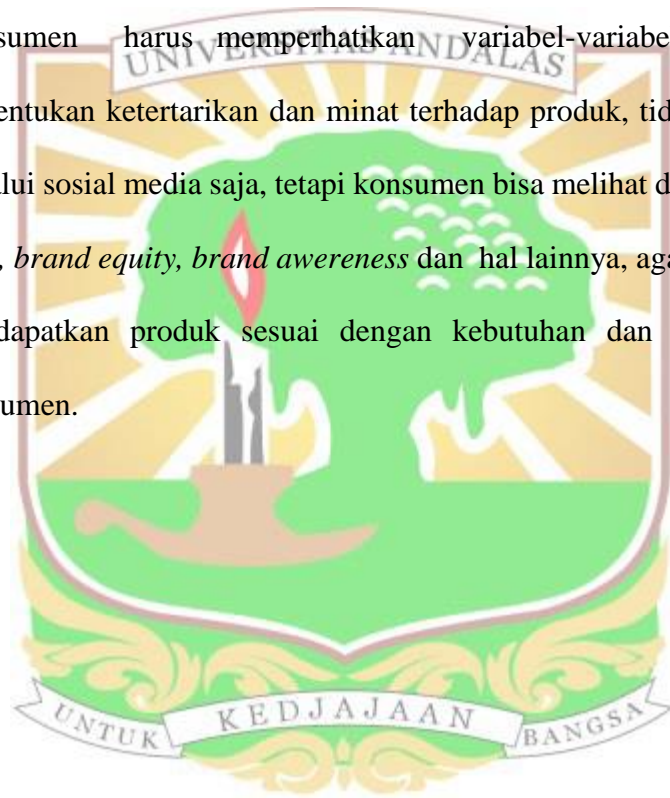 sumen harus memperhatikan variabel-variabe
UNIVERSITAS ANDALAS
entukan ketertarikan dan minat terhadap produk, tid
alui sosial media saja, tetapi konsumen bisa melihat d
, brand equity, brand awereness dan hal lainnya, aga
dapatkan produk sesuai dengan kebutuhan dan
sumen.
UNTUK KEDJAJAAN BANGSA